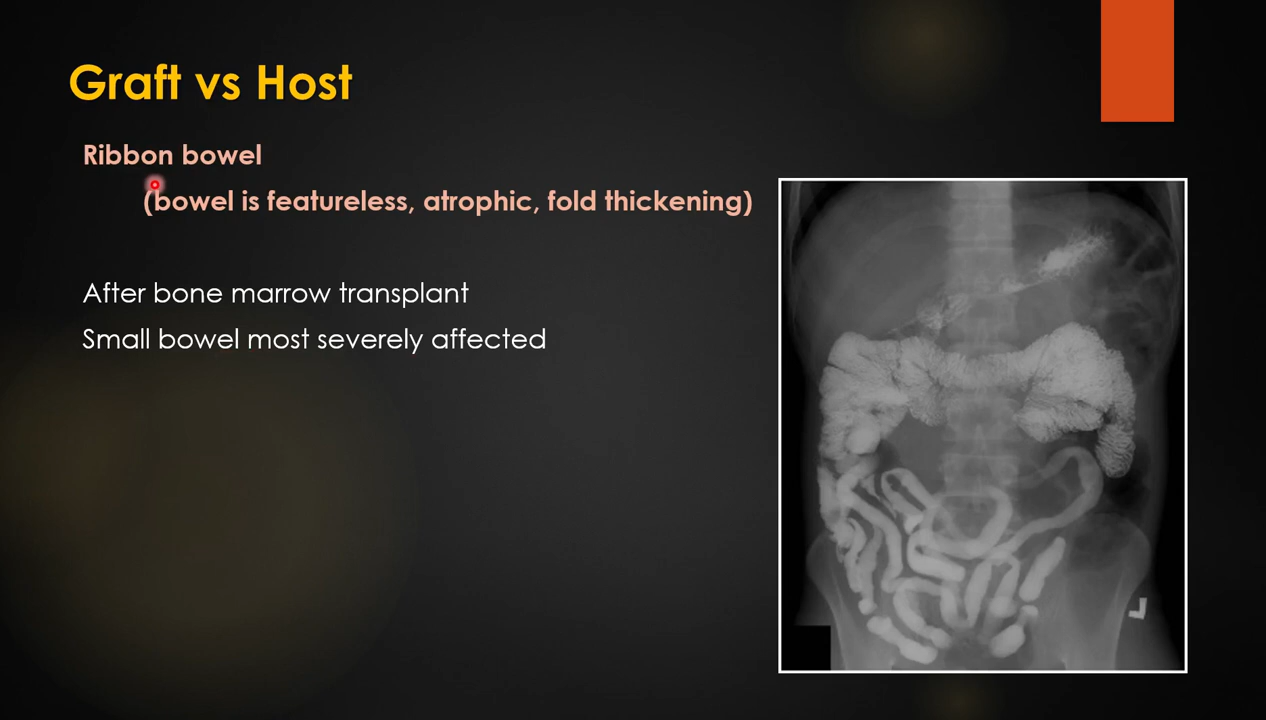 Graft vs Host
Ribbon bowel
(bowel is featureless, atrophic, fold thickening)
After bone marrow transplant
Small bowel most severely affected
L